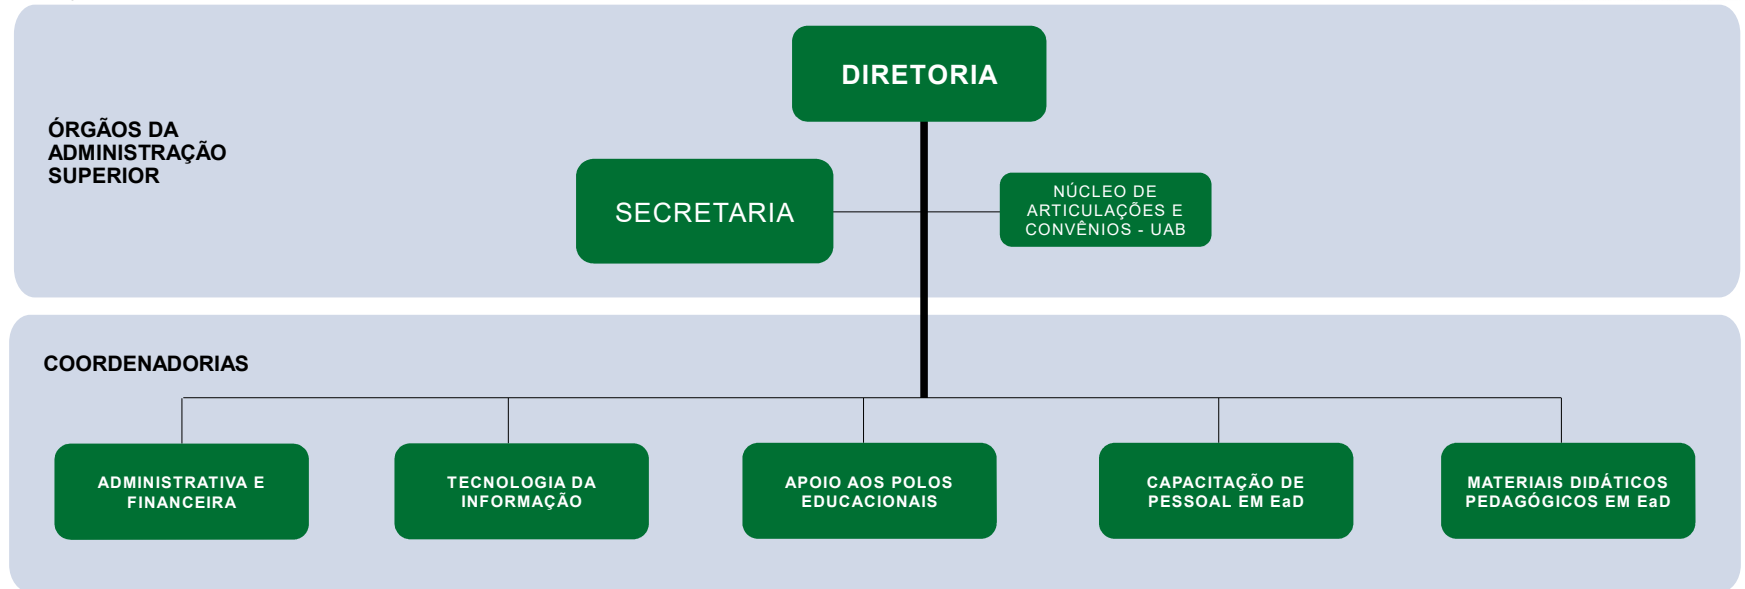 DIRETORIA
ÓRGÃOS DA
ADMINISTRAÇÃO
SUPERIOR
SECRETARIA
NÚCLEO DE
ARTICULAÇÕES E
CONVÊNIOS - UAB
COORDENADORIAS
ADMINISTRATIVA E
FINANCEIRA
TECNOLOGIA DA
INFORMAÇÃO
APOIO AOS POLOS
EDUCACIONAIS
CAPACITAÇÃO DE
PESSOAL EM EaD
MATERIAIS DIDÁTICOS
PEDAGÓGICOS EM EaD